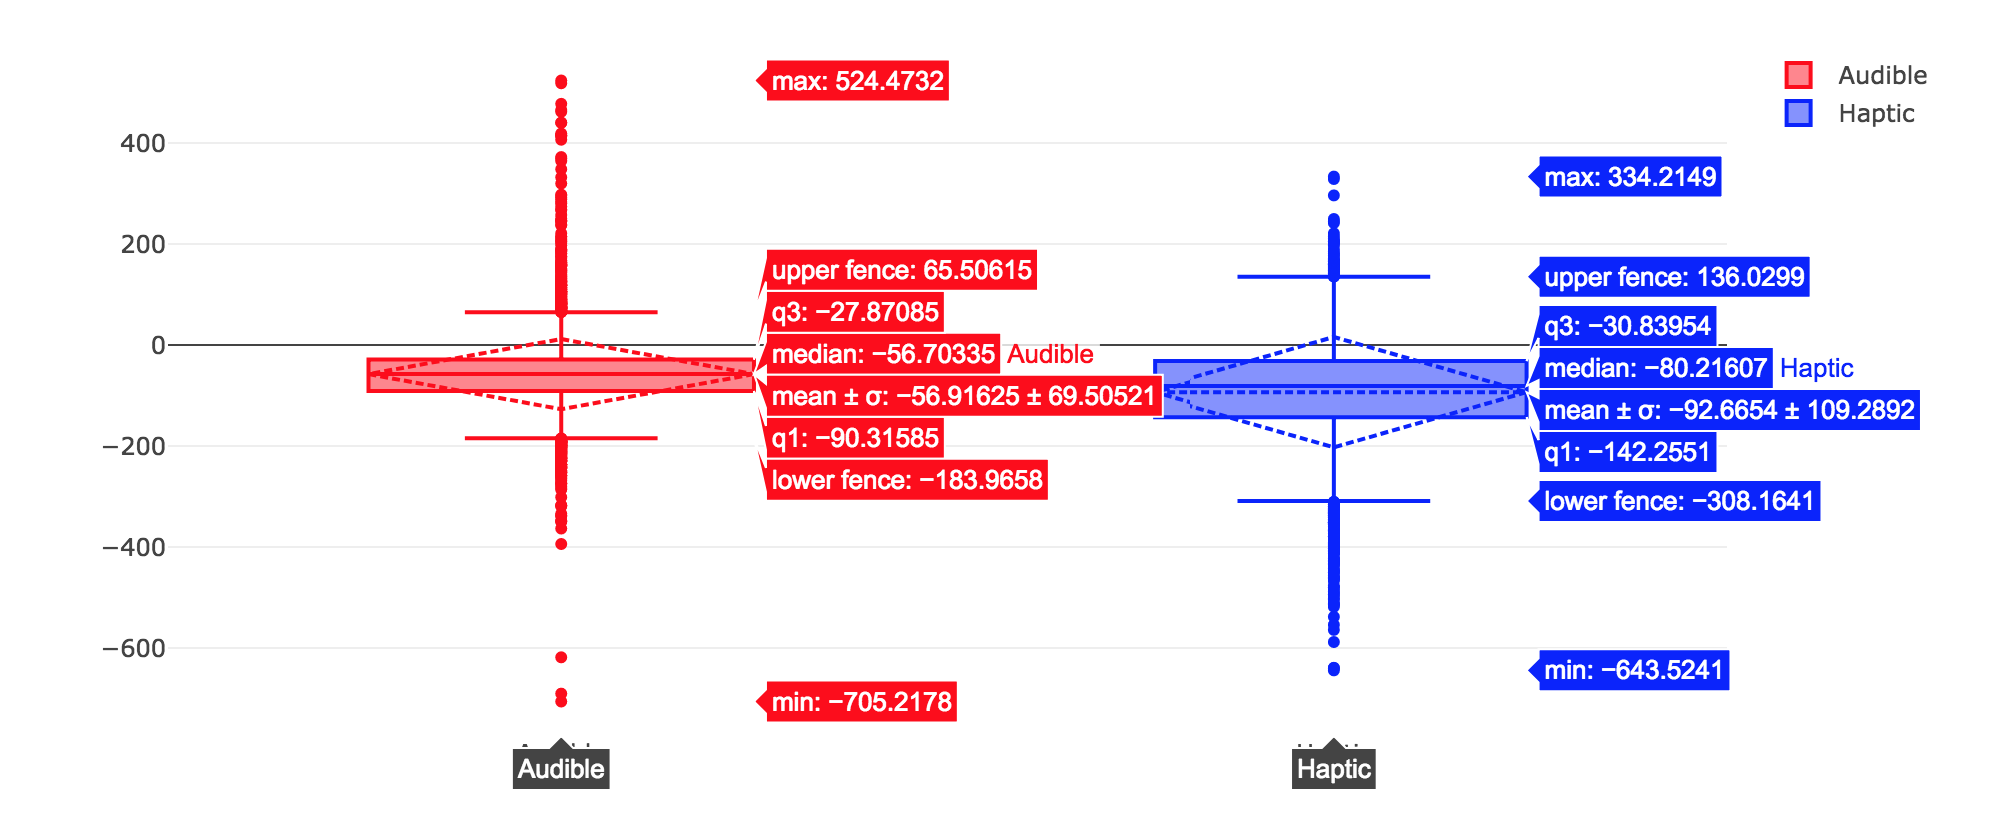 max: 524.4732
Audible
Haptic
400
max: 334.2149
200
upper fence: 65.50615
upper fence: 136.0299
q3: −27.87085
q3: −30.83954
0
median: −56.70335 Audible
median: −80.21607 Haptic
mean ± σ: −56.91625 ± 69.50521
mean ± σ: −92.6654 ± 109.2892
q1: −90.31585
q1: −142.2551
−200
lower fence: −183.9658
lower fence: −308.1641
−400
−600
min: −643.5241
min: −705.2178
Audible
Haptic